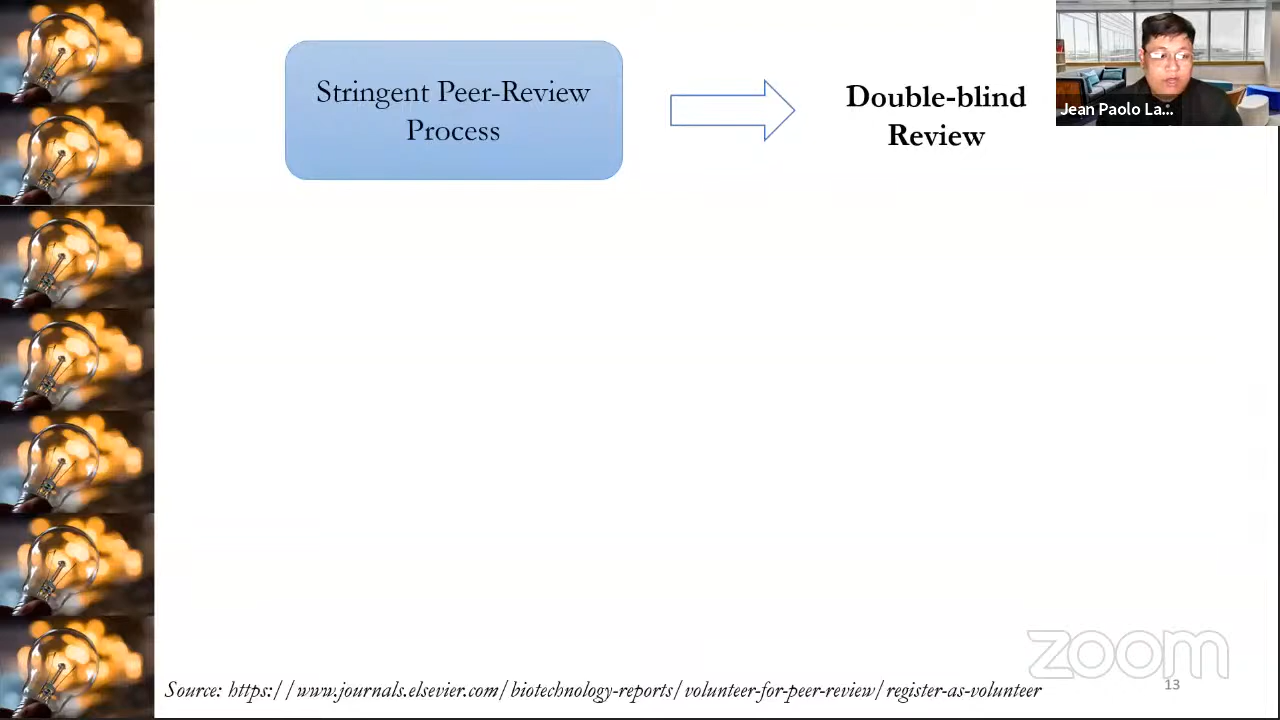 Stringent Peer-Review
Process
Double-blind
Review
Jean Paolo La...
zoom
Source: https://www.journals.elsevier.com/biotechnology-reports/volunteer-for-peer-review/register-as-volunteer
13